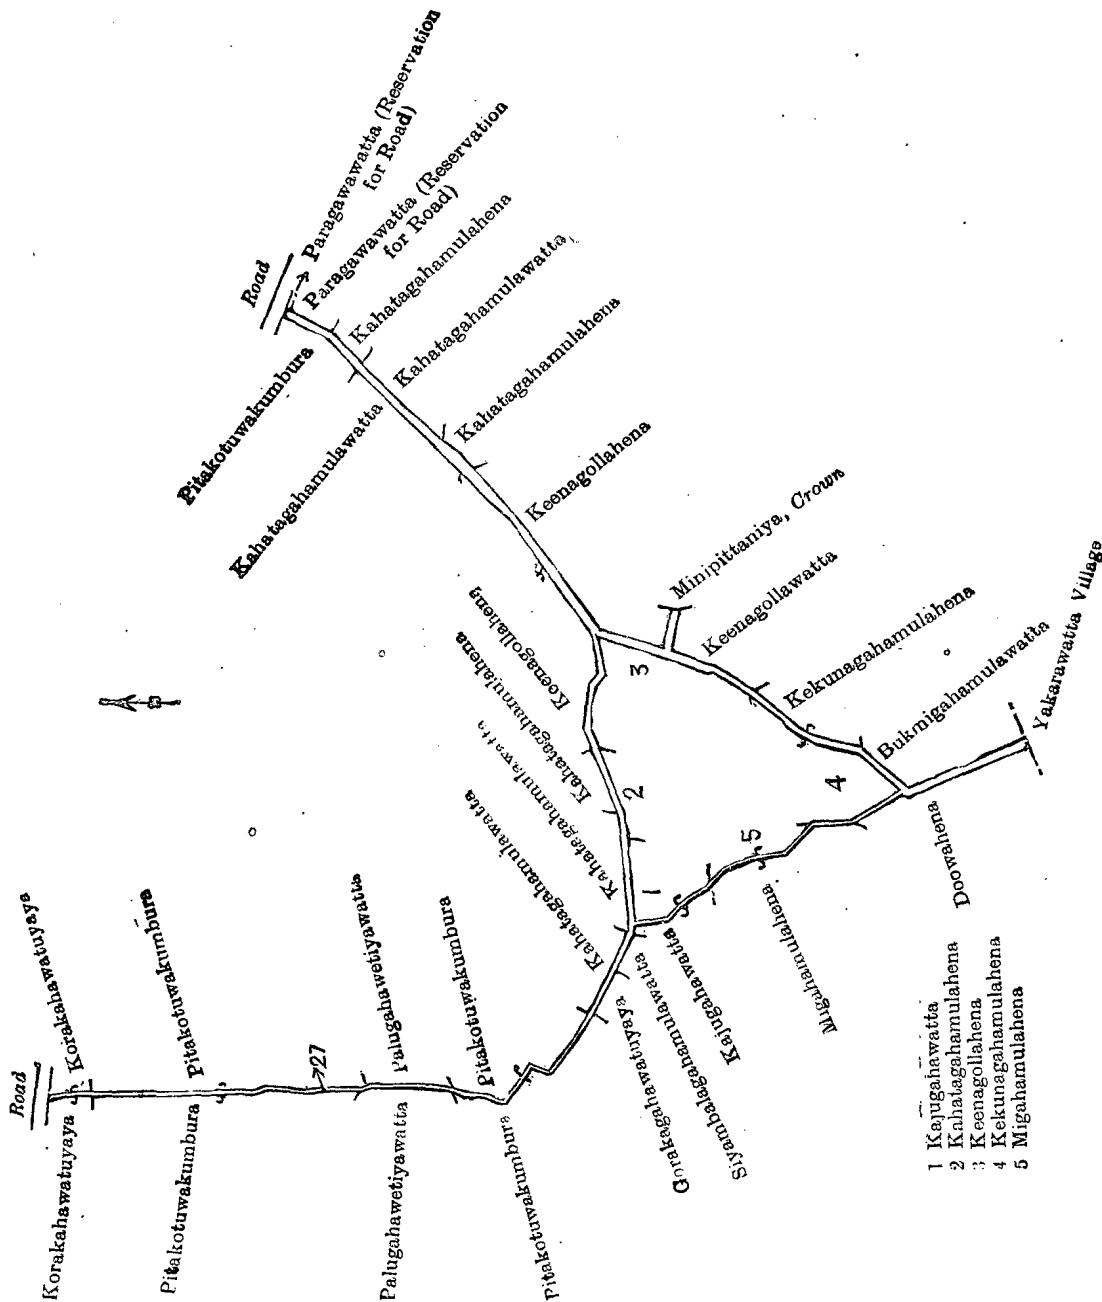 Road
Paragawawatta (Reservation
for Road)
Paragawawatta (Reservation
for Road)
Kahatagahamulahena
Kahatagahamulawatta
Kahatagahamulahena
Keenagollahena
Pitakotuwakumbura
Kahatagahamulawatta
Minipittaniya, Crown
Keenagollawatta
Kekunagahamulahena
Bukmigahamulawatta
Yakarawatta Village
Keenagollahena
Kahatagahamulahena
Kahatagahamulawatta
Kahatagahamulawatta
3
2
1
4
5
Road
Korakahawatuyaya
Pitakotuwakumbura
Palugahawetiyawatta
Pitakotuwakumbura
27
Korakahawatuyaya
Pitakotuwakumbura
Palugahawetiyawatta
Pitakotuwakumbura
Gorakagahawatuyaya
Siyambalagahamulawatta
Kajugahawatta
Migahamulahena
Doowahena
1 Kajugahawatta
2 Kahatagahamulahena
3 Keenagollahena
4 Kekunagahamulahena
5 Migahamulahena